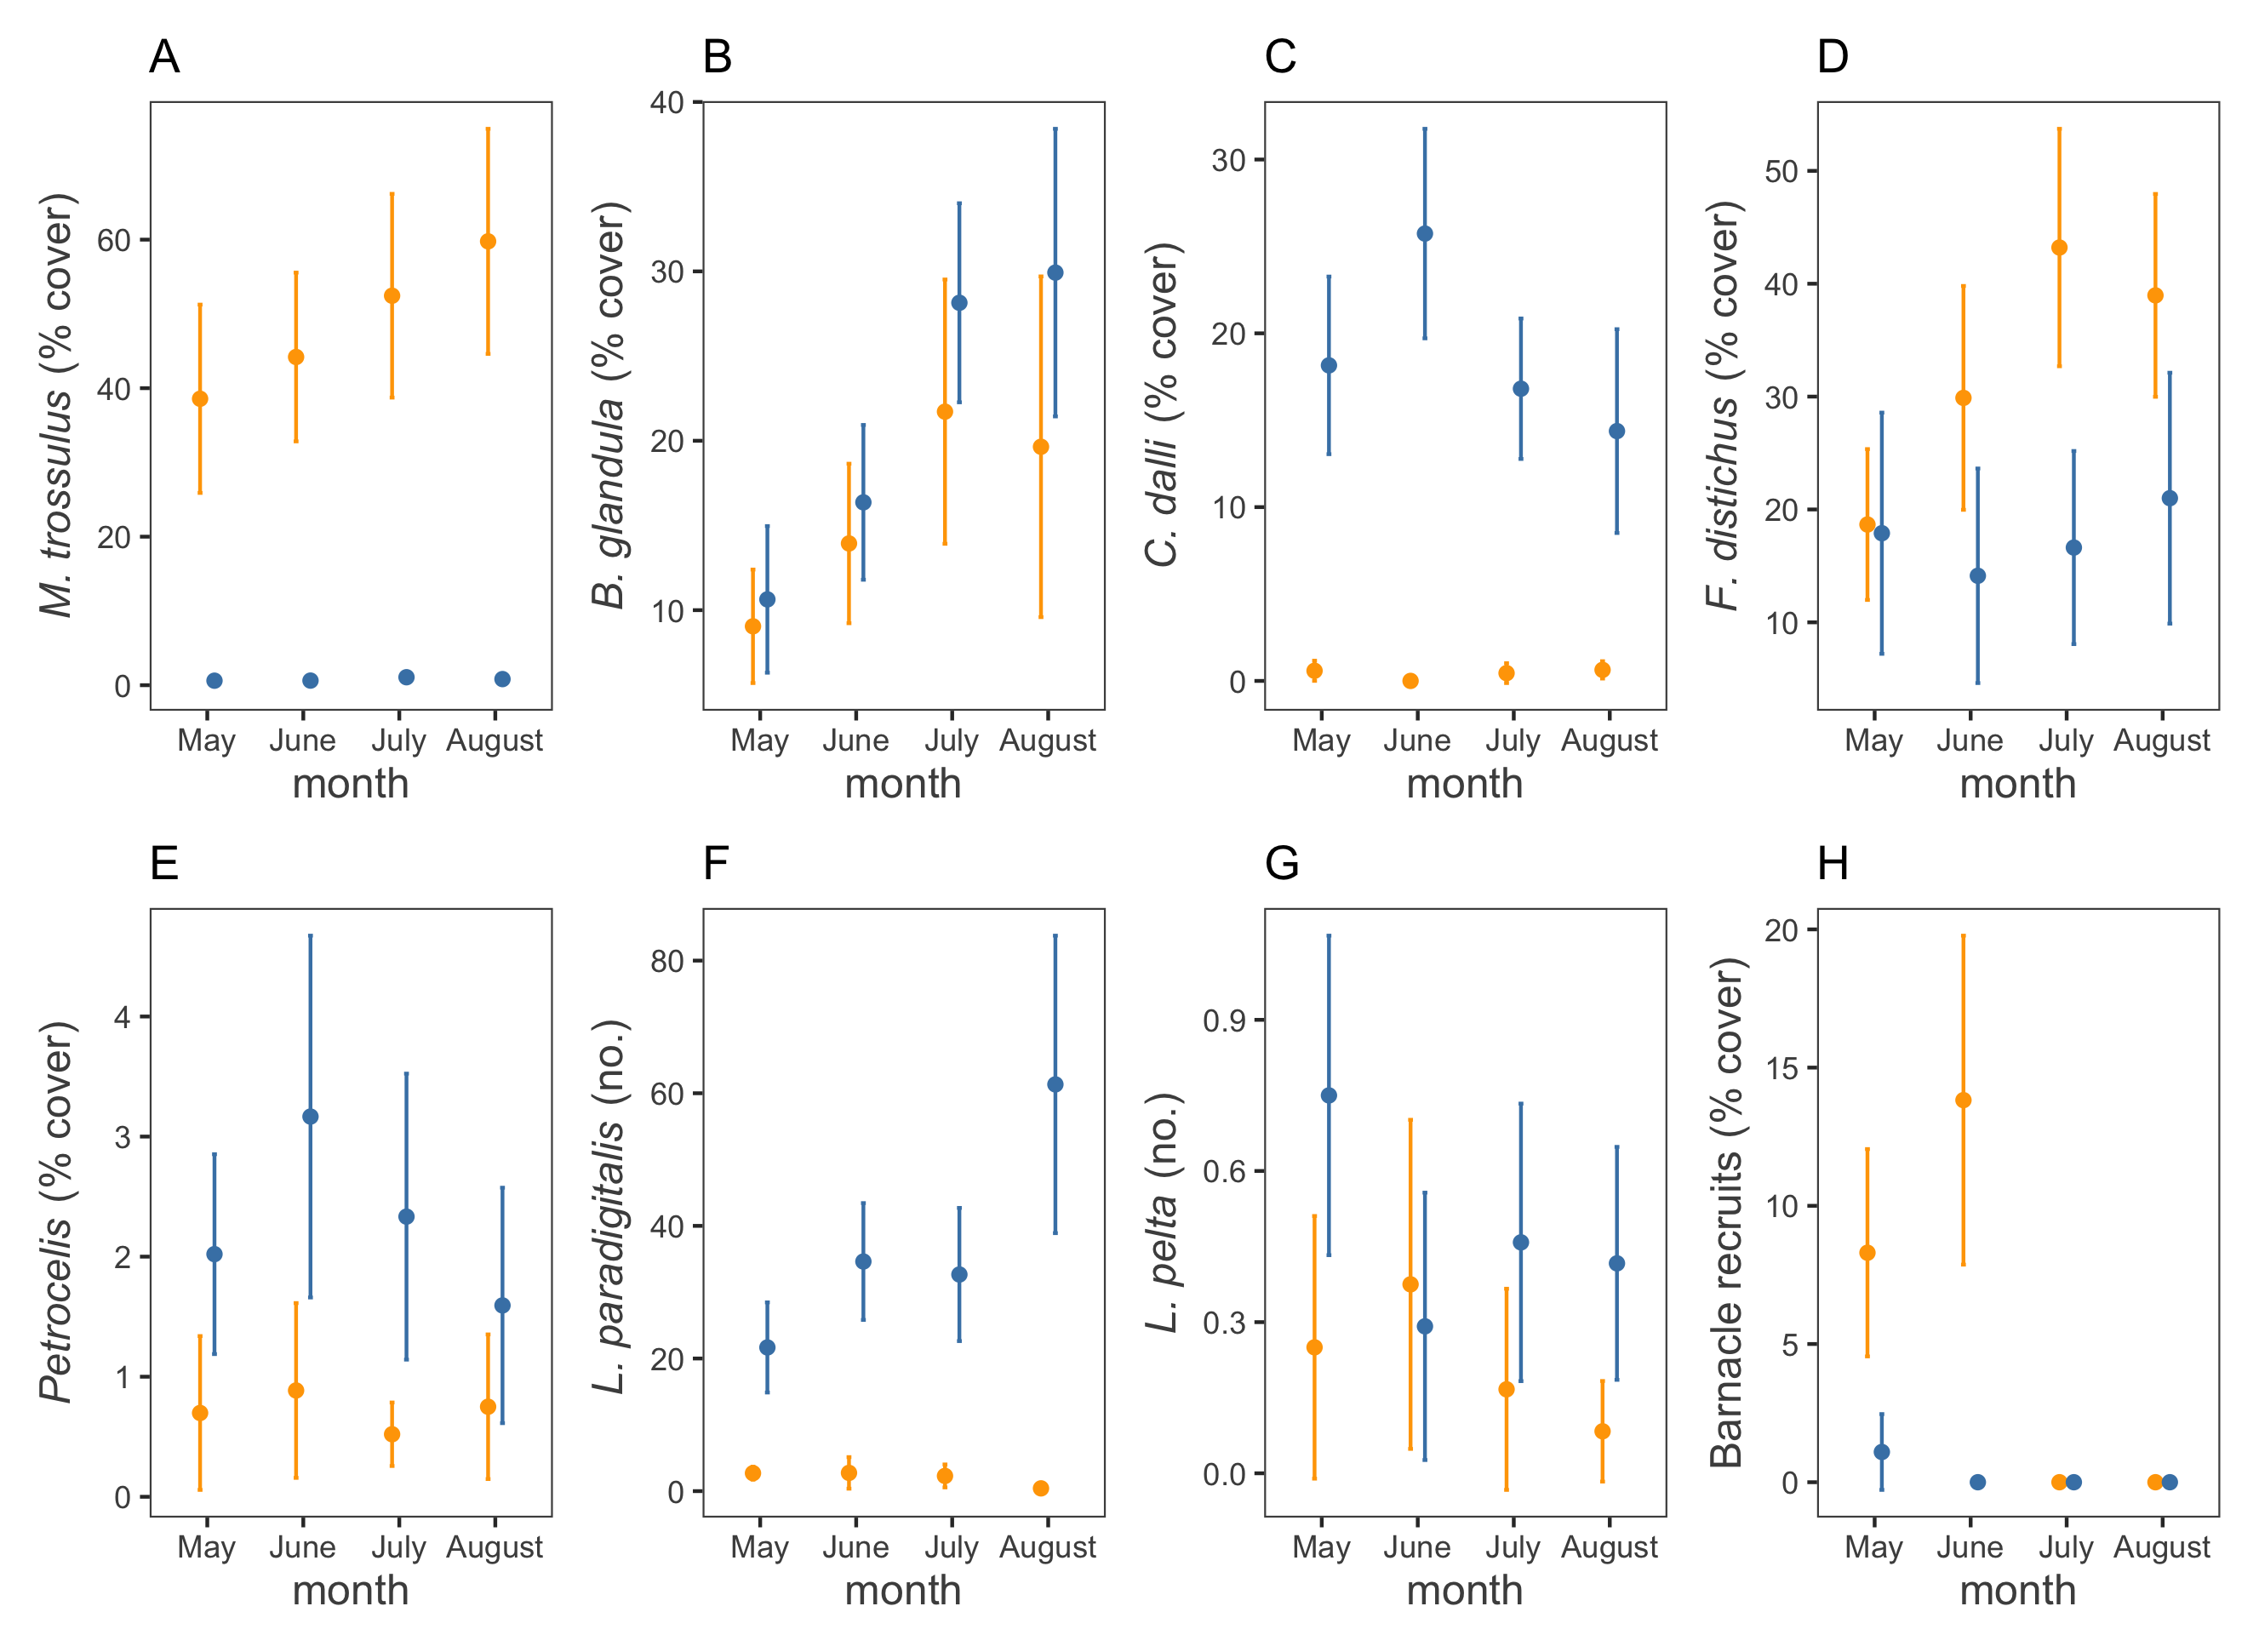 A
B
C
D
M. trossulus (% cover)
60
40
20
0
May June July August
month
B. glandula (% cover)
40
30
20
10
May June July August
month
C. dalli (% cover)
30
20
10
0
May June July August
month
F. distichus (% cover)
50
40
30
20
10
May June July August
month
E
F
G
H
Petrocelis (% cover)
4
3
2
1
0
May June July August
month
L. paradigitalis (no.)
80
60
40
20
0
May June July August
month
L. pelta (no.)
0.9
0.6
0.3
0.0
May June July August
month
Barnacle recruits (% cover)
20
15
10
5
0
May June July August
month